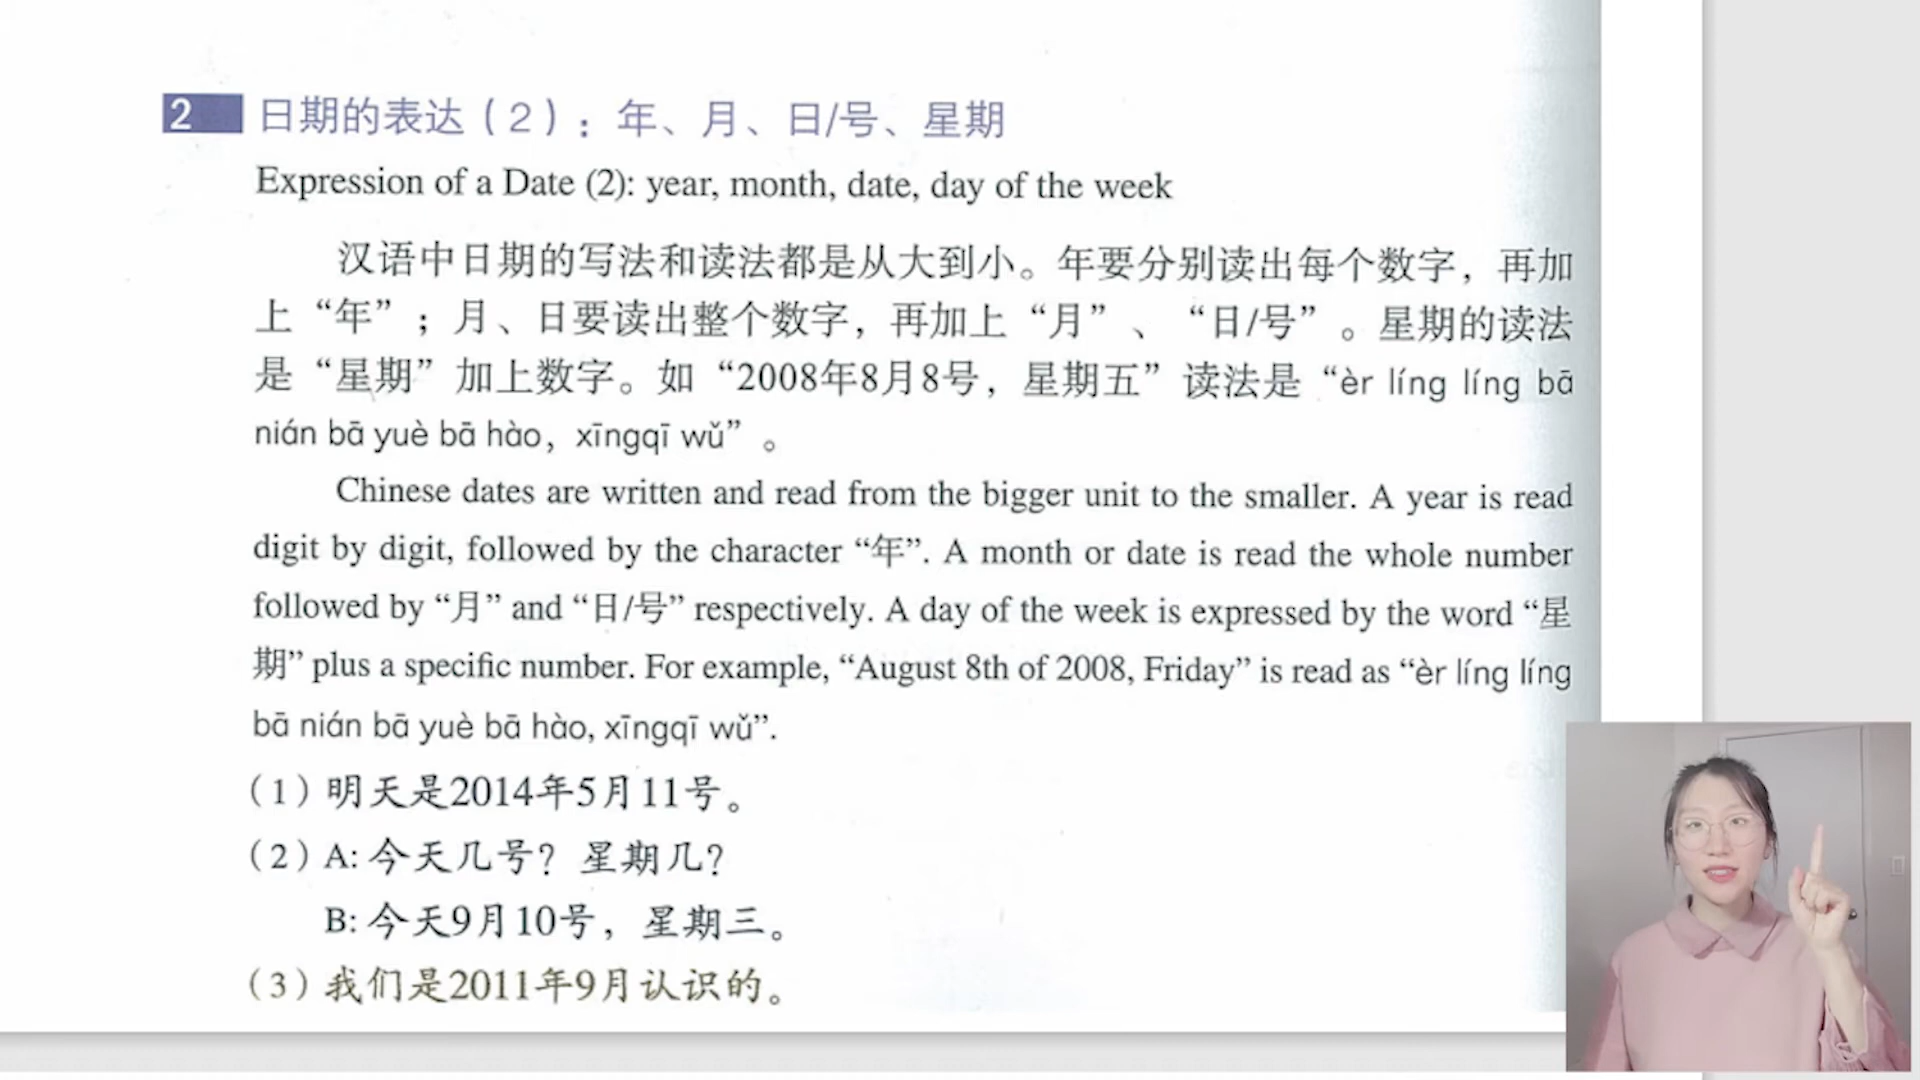 2 日期的表达（2）：年、月、日/号、星期
Expression of a Date (2): year, month, date, day of the week
汉语中日期的写法和读法都是从大到小。年要分别读出每个数字，再加
上“年”；月、日要读出整个数字，再加上“月”、“日/号”。星期的读法
是“星期”加上数字。如“2008年8月8号，星期五”读法是“èr líng líng bā
nián bā yuè bā hào，xīngqī wǔ”。
Chinese dates are written and read from the bigger unit to the smaller. A year is read
digit by digit, followed by the character “年”. A month or date is read the whole number
followed by “月” and “日/号” respectively. A day of the week is expressed by the word “星
期” plus a specific number. For example, “August 8th of 2008, Friday” is read as “èr líng líng
bā nián bā yuè bā hào, xīngqī wǔ”.
（1）明天是2014年5月11号。
（2）A: 今天几号？星期几？
B: 今天9月10号，星期三。
（3）我们是2011年9月认识的。